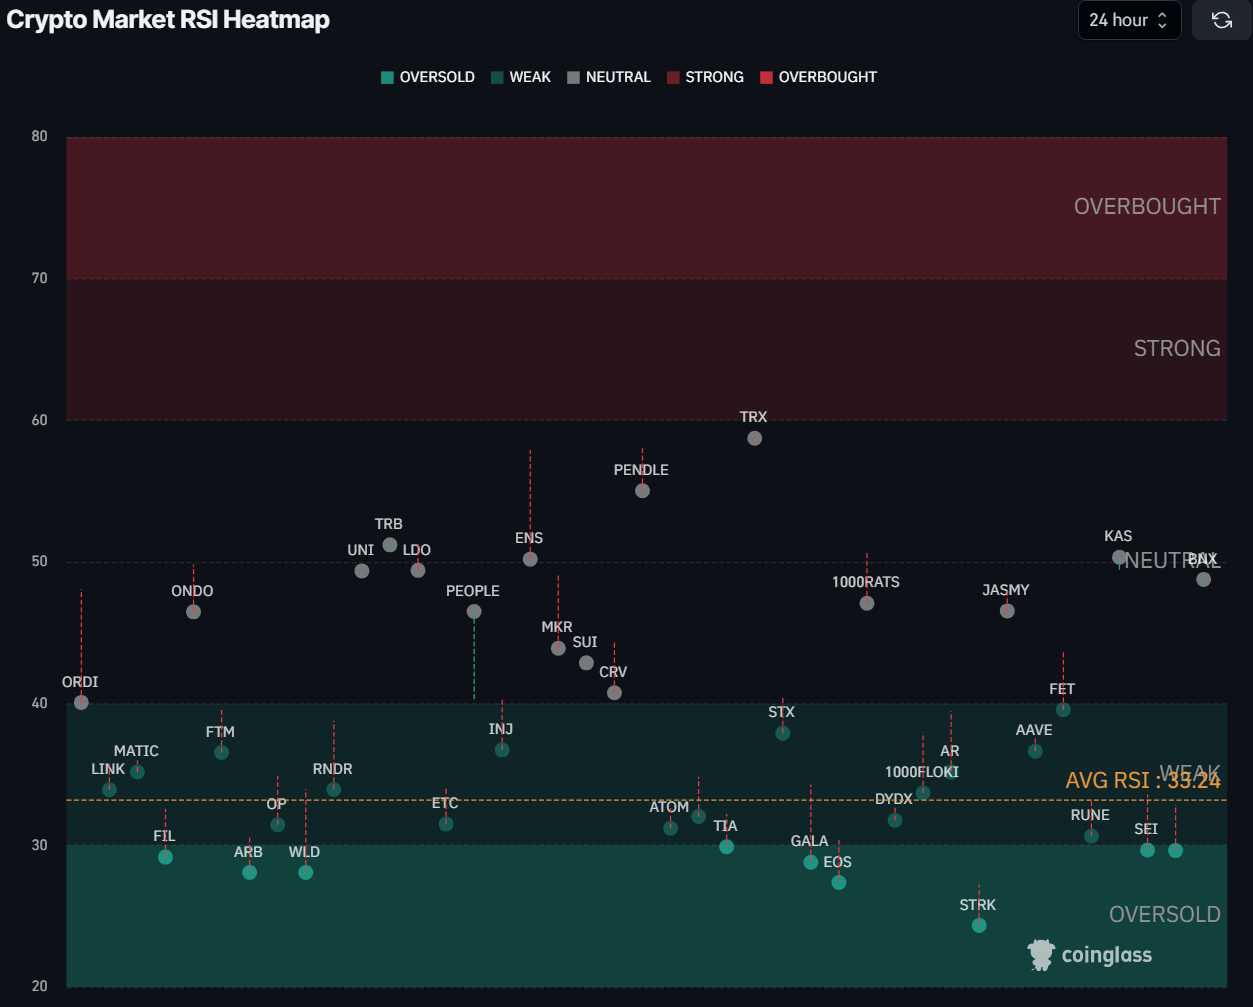 Crypto Market RSI Heatmap
24 hour
OVERSOLD WEAK NEUTRAL STRONG OVERBOUGHT
80
OVERBOUGHT
70
STRONG
60
TRX
PENDLE
TRB
ENS
KAS
UNI
LDO
50
NEUTRAL
BNX
1000RATS
ONDO
PEOPLE
JASMY
MKR
SUI
CRV
ORDI
FET
40
STX
INJ
FTM
AAVE
MATIC
AR
LINK
RNDR
1000FLOKI
WEAK
AVG RSI : 33.24
DYDX
OP
ETC
ATOM
RUNE
TIA
SEI
FIL
GALA
30
ARB
WLD
EOS
STRK
OVERSOLD
coinglass
20